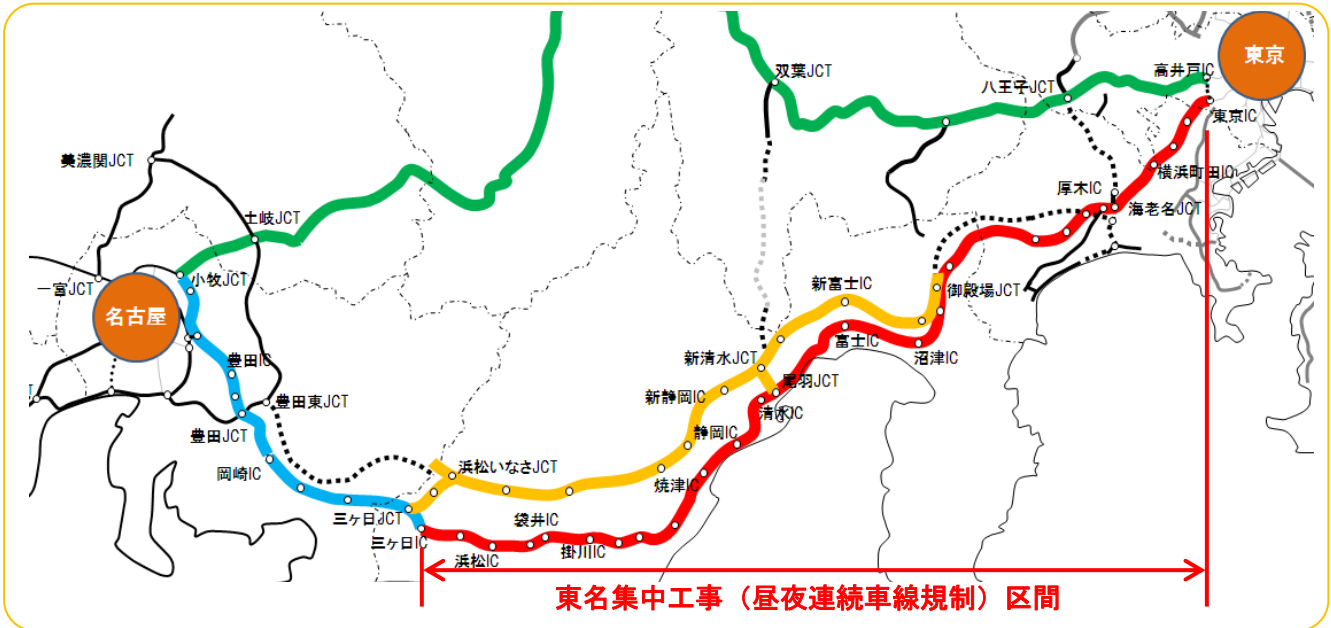 東京
双葉JCT
八王子JCT
高井戸IC
東京IC
美濃関JCT
横浜町田IC
厚木IC
海老名JCT
土岐JCT
小牧JCT
一宮JCT
名古屋
新富士IC
御殿場JCT
富士IC
沼津IC
新清水JCT
尾羽JCT
豊田IC
新静岡IC
清水IC
豊田東JCT
静岡IC
豊田JCT
岡崎IC
浜松いなさJCT
焼津IC
三ヶ日JCT
袋井IC
三ヶ日IC
掛川IC
浜松IC
東名集中工事（昼夜連続車線規制）区間